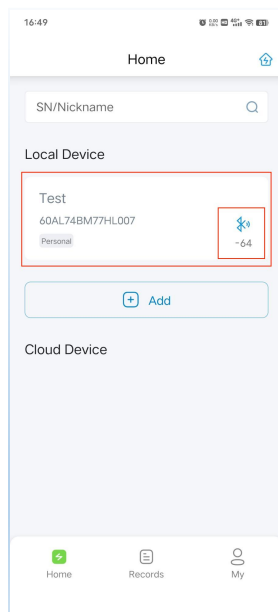 16:49
Home
SN/Nickname
Local Device
Test
60AL74BM77HL007
Personal
-64
Add
Cloud Device
Home
Records
My